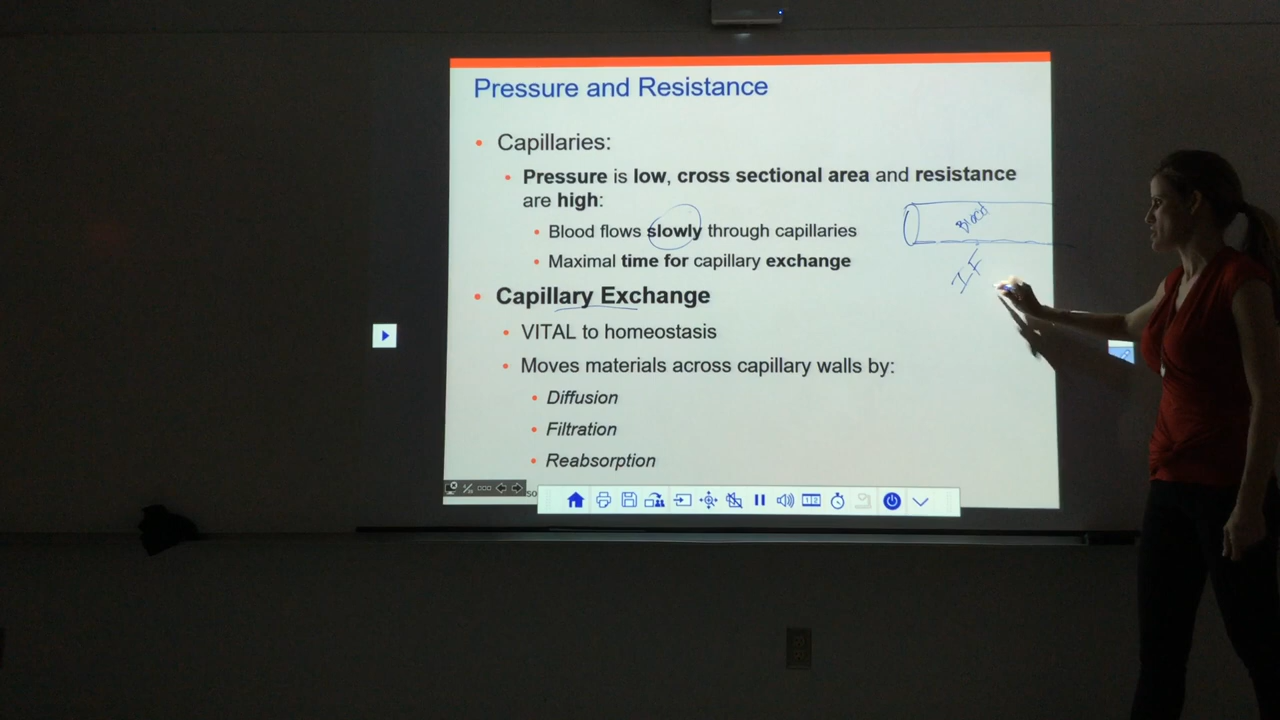 Pressure and Resistance
• Capillaries:
• Pressure is low, cross sectional area and resistance
are high:
• Blood flows slowly through capillaries
• Maximal time for capillary exchange
Blood
IF
• Capillary Exchange
• VITAL to homeostasis
• Moves materials across capillary walls by:
• Diffusion
• Filtration
• Reabsorption
so